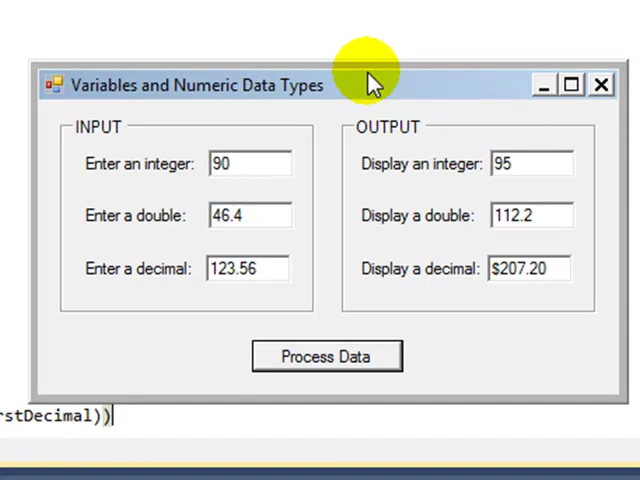 Variables and Numeric Data Types
INPUT
Enter an integer: 90
Enter a double: 46.4
Enter a decimal: 123.56
OUTPUT
Display an integer: 95
Display a double: 112.2
Display a decimal: $207.20
Process Data
rstDecimal))